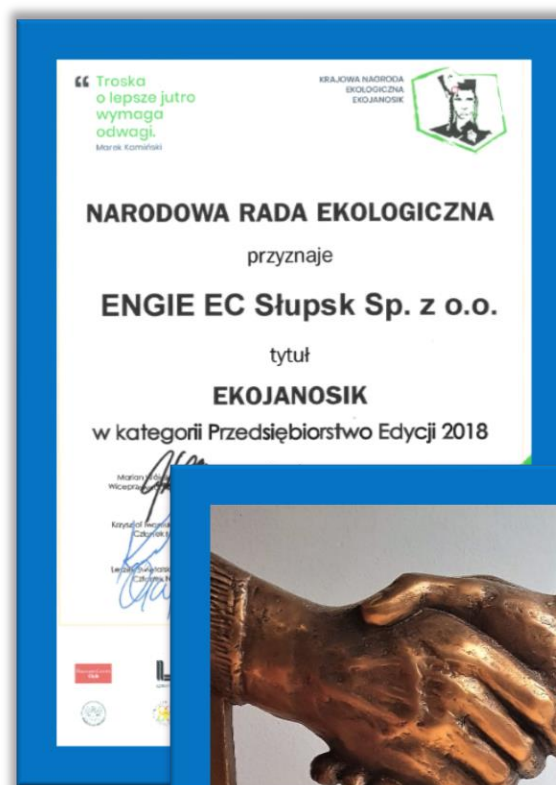 “ Troska
o lepsze jutro
wymaga
odwagi.
Marek Kamiński
KRAJOWA NAGRODA
EKOLOGICZNA
EKOJANOSIK
NARODOWA RADA EKOLOGICZNA
przyznaje
ENGIE EC Słupsk Sp. z o.o.
tytuł
EKOJANOSIK
w kategorii Przedsiębiorstwo Edycji 2018
Marian